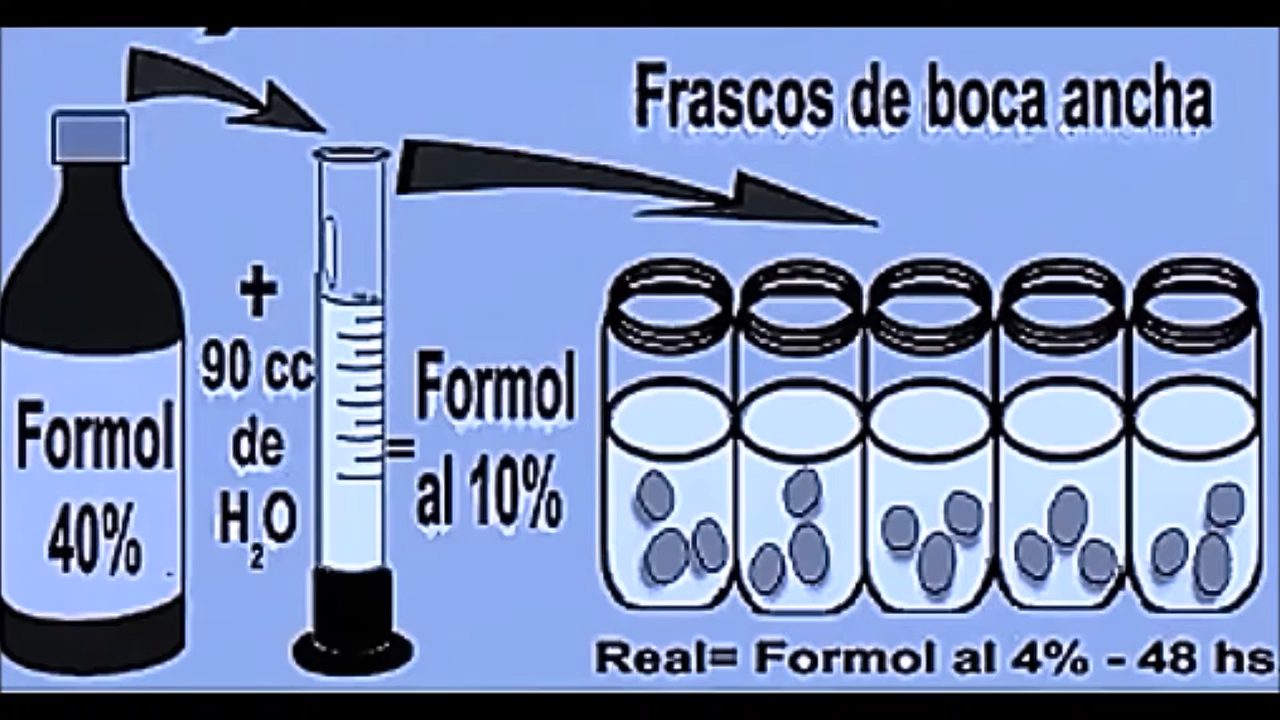 Frascos de boca ancha
Formol
40%
+
90 cc
de
H₂O
=
Formol
al 10%
Real= Formol al 4% - 48 hs